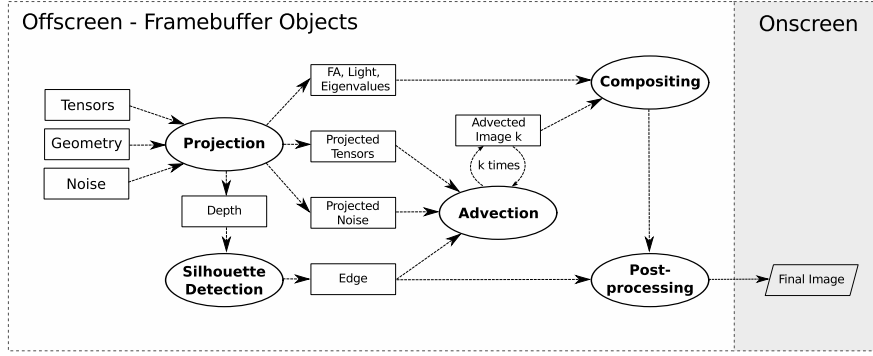 Offscreen - Framebuffer Objects
Onscreen
FA, Light,
Eigenvalues
Compositing
Tensors
Geometry
Noise
Projection
Projected
Tensors
Advected
Image k
k times
Depth
Projected
Noise
Advection
Silhouette
Detection
Edge
Post-
processing
Final Image